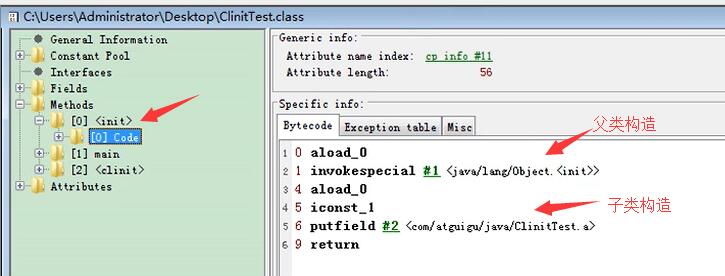 C:\Users\Administrator\Desktop\ClinitTest.class
General Information
Constant Pool
Interfaces
Fields
Methods
[0] <init>
[0] Code
[1] main
[2] <clinit>
Attributes
Generic info:
Attribute name index: cp info #11
Attribute length: 56
Specific info:
Bytecode Exception table Misc
1 0 aload_0
2 1 invokespecial #1 <java/lang/Object.<init>>
3 4 aload_0
4 5 iconst_1
5 6 putfield #2 <com/atguigu/java/ClinitTest.a>
6 9 return
父类构造
子类构造